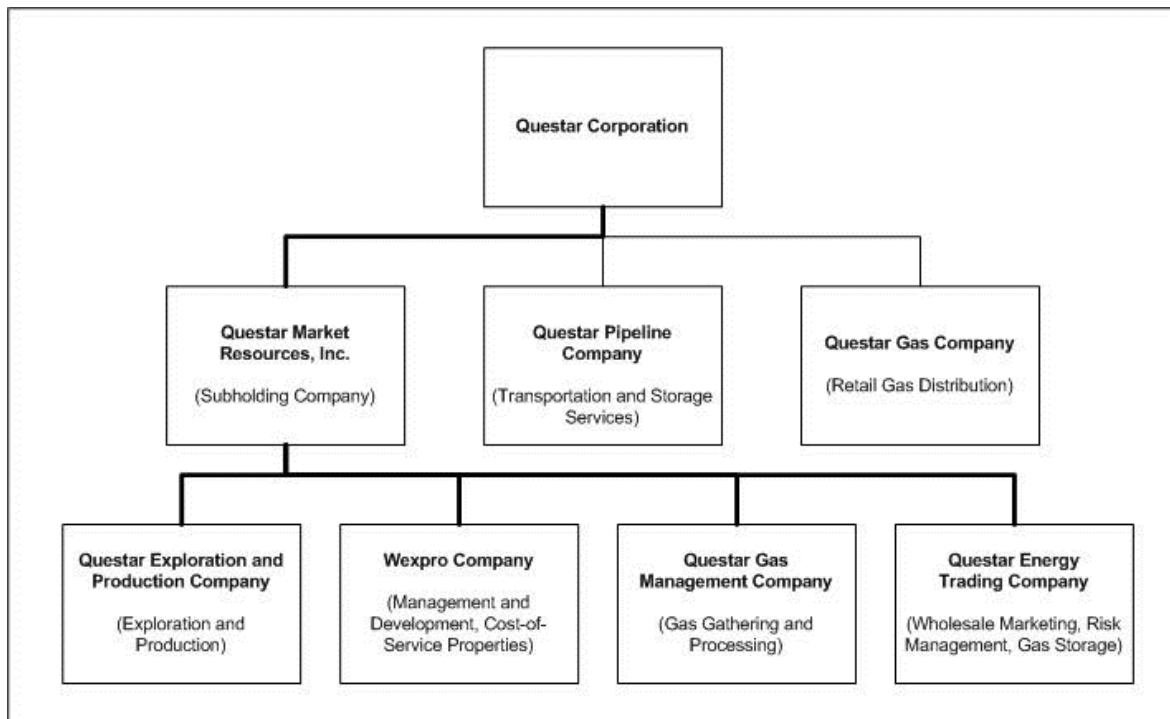 Questar Corporation
Questar Market
Resources, Inc.
(Subholding Company)
Questar Pipeline
Company
(Transportation and Storage
Services)
Questar Gas Company
(Retail Gas Distribution)
Questar Exploration and
Production Company
(Exploration and
Production)
Wexpro Company
(Management and
Development, Cost-of-
Service Properties)
Questar Gas
Management Company
(Gas Gathering and
Processing)
Questar Energy
Trading Company
(Wholesale Marketing, Risk
Management, Gas Storage)